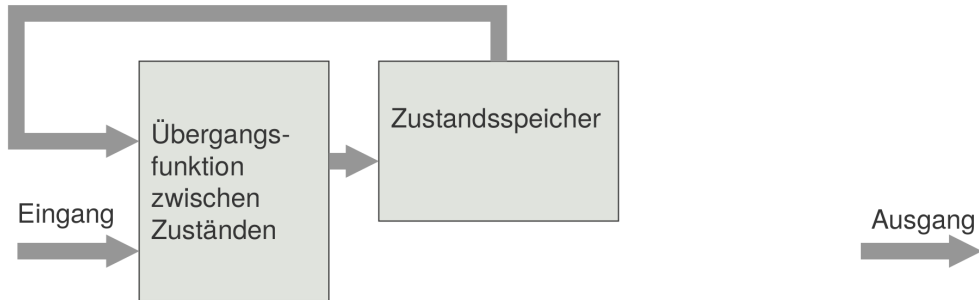 Eingang
Übergangs-
funktion
zwischen
Zuständen
Zustandsspeicher
Ausgang